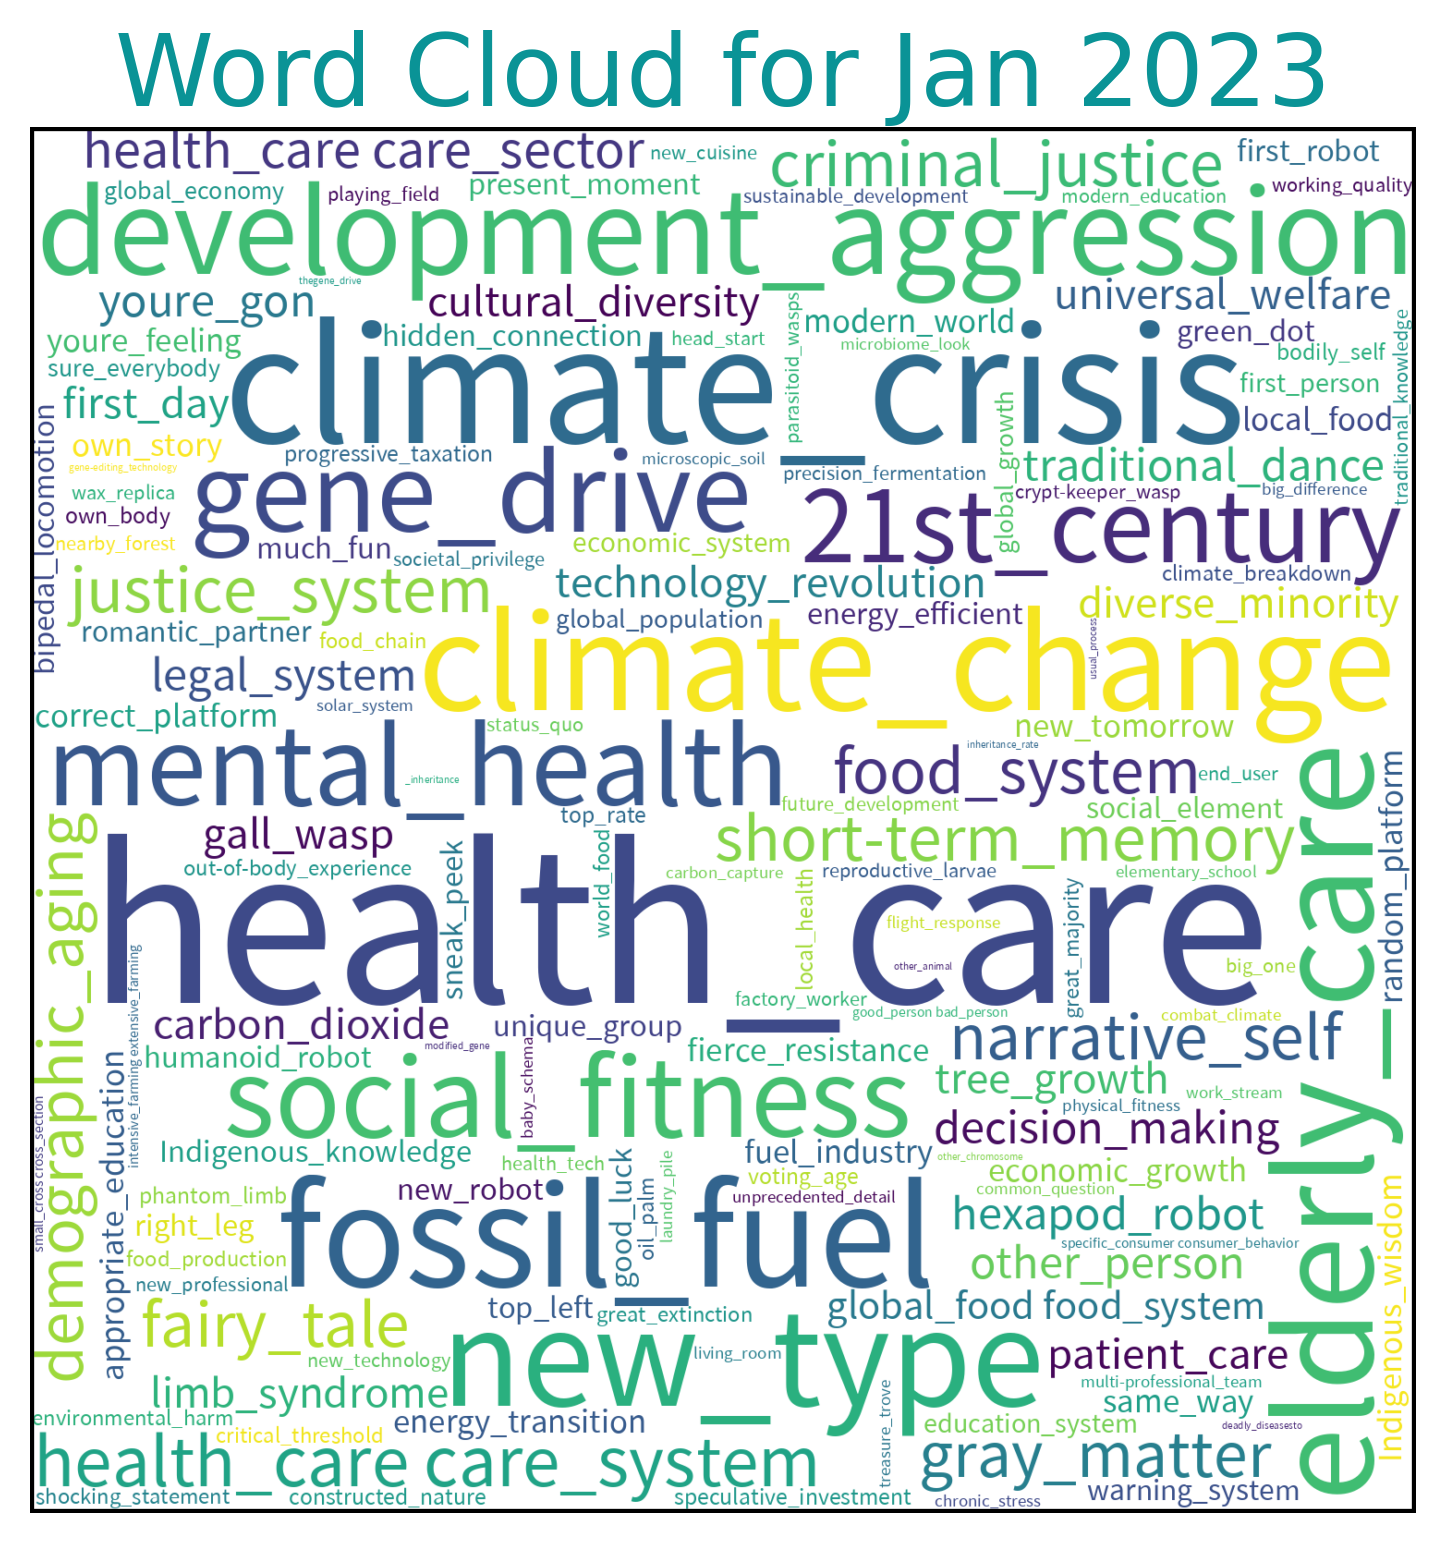 Word Cloud for Jan 2023
health_care care_sector
new_cuisine
criminal_justice
first_robot
global_economy
playing_field
present_moment
sustainable_development
modern_education
working_quality
development_aggression
thegene_drive
youre_gon
cultural_diversity
parasitoid_wasps
universal_welfare
modern_world
green_dot
traditional_knowledge
youre_feeling
hidden_connection
head_start
microbiome_look
bodily_self
sure_everybody
climate_crisis
first_person
first_day
global_growth
local_food
bipedal_locomotion
own_story
progressive_taxation
microscopic_soil
precision_fermentation
traditional_dance
gene-editing_technology
gene_drive
wax_replica
crypt-keeper_wasp
big_difference
own_body
21st_century
nearby_forest
much_fun
societal_privilege
economic_system
climate_breakdown
justice_system
technology_revolution
energy_efficient
diverse_minority
romantic_partner
food_chain
global_population
usual_process
climate_change
legal_system
solar_system
correct_platform
status_quo
new_tomorrow
mental_health
_inheritance
inheritance_rate
food_system
end_user
random_platform
elderly_care
future_development
social_element
top_rate
gall_wasp
short-term_memory
demographic_aging
out-of-body_experience
sneak_peek
world_food
carbon_capture
reproductive_larvae
elementary_school
local_health
health_care
flight_response
great_majority
other_animal
big_one
intensive_farming extensive_farming
factory_worker
good_person bad_person
combat_climate
carbon_dioxide
unique_group
narrative_self
modified_gene
baby_schema
humanoid_robot
fierce_resistance
appropriate_education
social_fitness
tree_growth
work_stream
small_cross cross_section
physical_fitness
decision_making
Indigenous_knowledge
health_tech
good_luck
laundry_pile
fuel_industry
other_chromosome
voting_age
economic_growth
Indigenous_wisdom
phantom_limb
new_robot
oil_palm
unprecedented_detail
common_question
right_leg
fossil_fuel
hexapod_robot
food_production
specific_consumer consumer_behavior
other_person
new_professional
fairy_tale
top_left
great_extinction
global_food food_system
new_technology
new_type
living_room
patient_care
limb_syndrome
treasure_trove
multi-professional_team
same_way
environmental_harm
critical_threshold
energy_transition
education_system
deadly_diseasesto
health_care care_system
gray_matter
shocking_statement
constructed_nature
speculative_investment
chronic_stress
warning_system